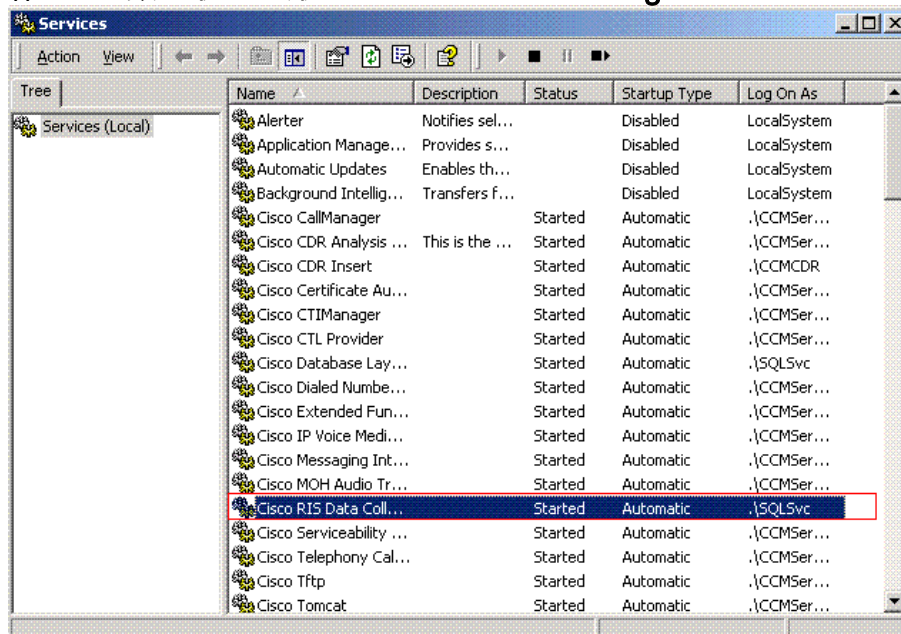 Services
Action View
Tree
Services (Local)
Name Description Status Startup Type Log On As
Alerter Notifies sel... Disabled LocalSystem
Application Manage... Provides s... Disabled LocalSystem
Automatic Updates Enables th... Disabled LocalSystem
Background Intellig... Transfers f... Disabled LocalSystem
Cisco CallManager Started Automatic .\CCMSer...
Cisco CDR Analysis ... This is the ... Started Automatic .\CCMSer...
Cisco CDR Insert Started Automatic .\CCMCDR
Cisco Certificate Au... Started Automatic .\CCMSer...
Cisco CTIManager Started Automatic .\CCMSer...
Cisco CTL Provider Started Automatic .\CCMSer...
Cisco Database Lay... Started Automatic .\SQLSvc
Cisco Dialed Numbe... Started Automatic .\CCMSer...
Cisco Extended Fun... Started Automatic .\CCMSer...
Cisco IP Voice Medi... Started Automatic .\CCMSer...
Cisco Messaging Int... Started Automatic .\CCMSer...
Cisco MOH Audio Tr... Started Automatic .\CCMSer...
Cisco RIS Data Coll... Started Automatic .\SQLSvc
Cisco Serviceability ... Started Automatic .\CCMSer...
Cisco Telephony Cal... Started Automatic .\CCMSer...
Cisco Tftp Started Automatic .\CCMSer...
Cisco Tomcat Started Automatic .\CCMSer...